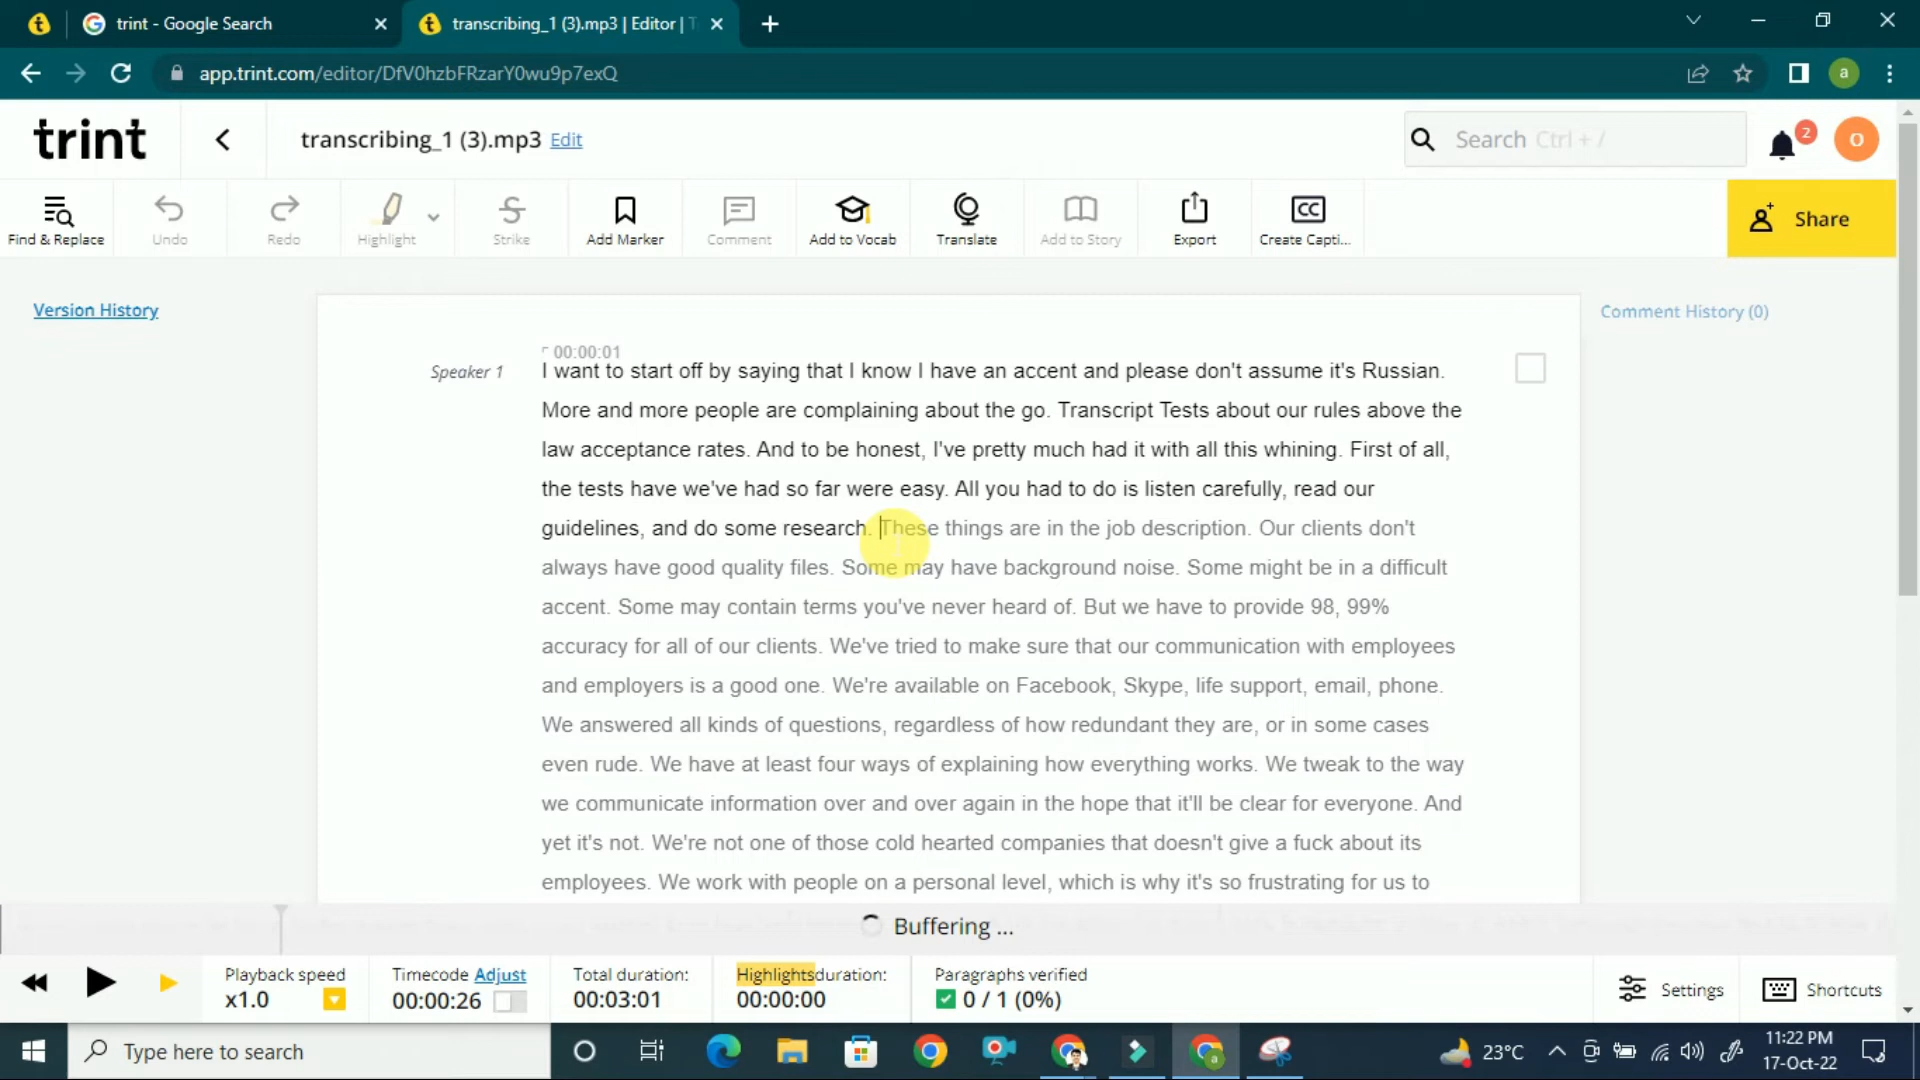 trint - Google Search
transcribing_1 (3).mp3 | Editor | T
app.trint.com/editor/DfV0hzbFRzarY0wu9p7exQ
a
trint
transcribing_1 (3).mp3 Edit
Search Ctrl + /
2
O
Find & Replace
Undo
Redo
Highlight
Strike
Add Marker
Comment
Add to Vocab
Translate
Add to Story
Export
CC
Create Capti...
Share
Version History
Comment History (0)
00:00:01
Speaker 1
I want to start off by saying that I know I have an accent and please don't assume it's Russian.
More and more people are complaining about the go. Transcript Tests about our rules above the
law acceptance rates. And to be honest, I've pretty much had it with all this whining. First of all,
the tests have we've had so far were easy. All you had to do is listen carefully, read our
guidelines, and do some research. These things are in the job description. Our clients don't
always have good quality files. Some may have background noise. Some might be in a difficult
accent. Some may contain terms you've never heard of. But we have to provide 98, 99%
accuracy for all of our clients. We've tried to make sure that our communication with employees
and employers is a good one. We're available on Facebook, Skype, life support, email, phone.
We answered all kinds of questions, regardless of how redundant they are, or in some cases
even rude. We have at least four ways of explaining how everything works. We tweak to the way
we communicate information over and over again in the hope that it'll be clear for everyone. And
yet it's not. We're not one of those cold hearted companies that doesn't give a fuck about its
employees. We work with people on a personal level, which is why it's so frustrating for us to
Buffering ...
Playback speed
x1.0
Timecode Adjust
00:00:26
Total duration:
00:03:01
Highlightsduration:
00:00:00
Paragraphs verified
0 / 1 (0%)
Settings
Shortcuts
Type here to search
a
23°C
11:22 PM
17-Oct-22